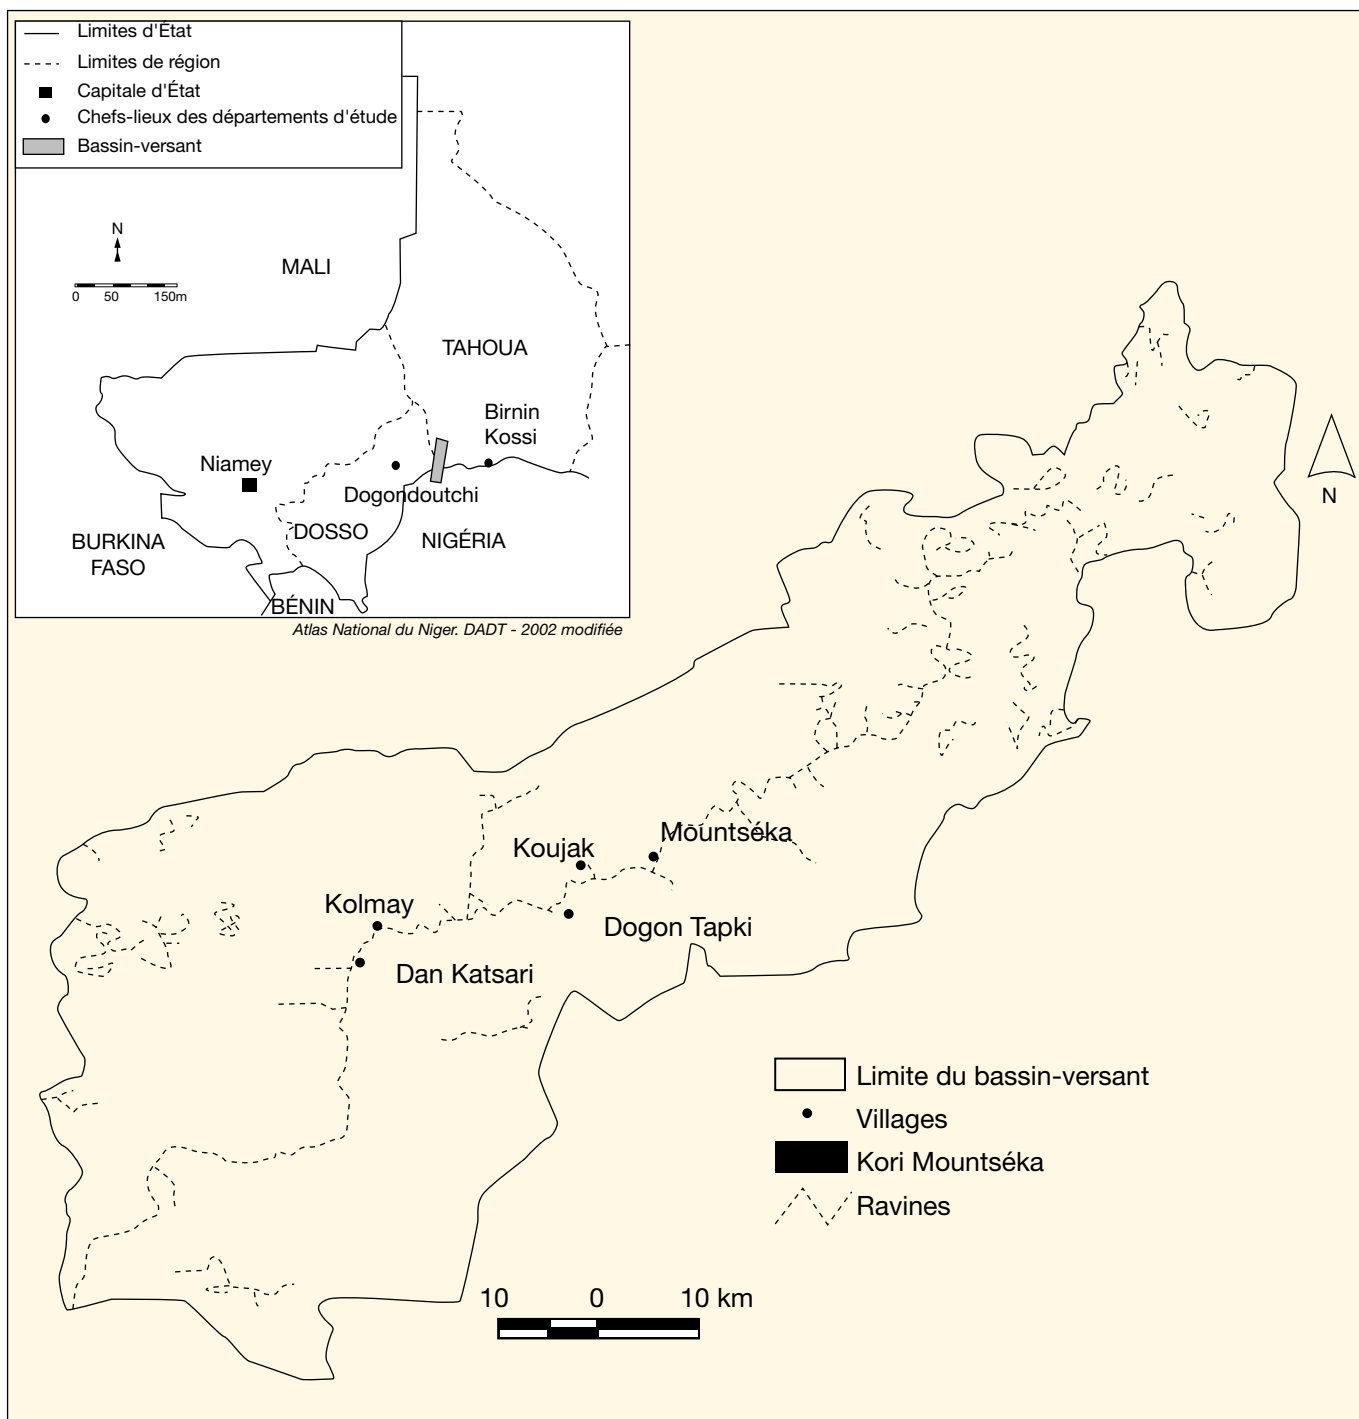 Limites d'État
Limites de région
Capitale d'État
Chefs-lieux des départements d'étude
Bassin-versant
N
0 50 150m
MALI
TAHOUA
Birnin
Kossi
Niamey
Dogondoutchi
DOSSO
NIGÉRIA
BURKINA
FASO
BÉNIN
Atlas National du Niger. DADT - 2002 modifiée
N
Mountséka
Koujak
Kolmay
Dogon Tapki
Dan Katsari
Limite du bassin-versant
Villages
Kori Mountséka
Ravines
10 0 10 km